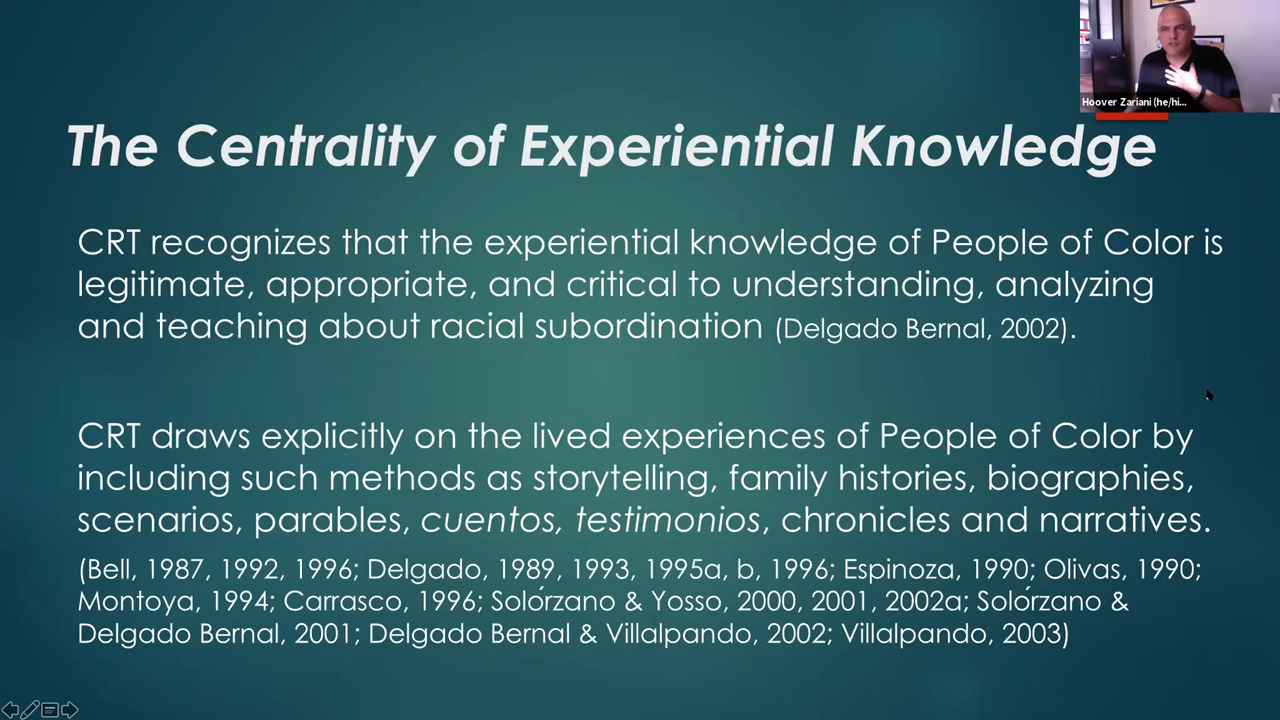 Hoover Zariani (he/hi...
The Centrality of Experiential Knowledge
CRT recognizes that the experiential knowledge of People of Color is
legitimate, appropriate, and critical to understanding, analyzing
and teaching about racial subordination (Delgado Bernal, 2002).
CRT draws explicitly on the lived experiences of People of Color by
including such methods as storytelling, family histories, biographies,
scenarios, parables, cuentos, testimonios, chronicles and narratives.
(Bell, 1987, 1992, 1996; Delgado, 1989, 1993, 1995a, b, 1996; Espinoza, 1990; Olivas, 1990;
Montoya, 1994; Carrasco, 1996; Solórzano & Yosso, 2000, 2001, 2002a; Solórzano &
Delgado Bernal, 2001; Delgado Bernal & Villalpando, 2002; Villalpando, 2003)